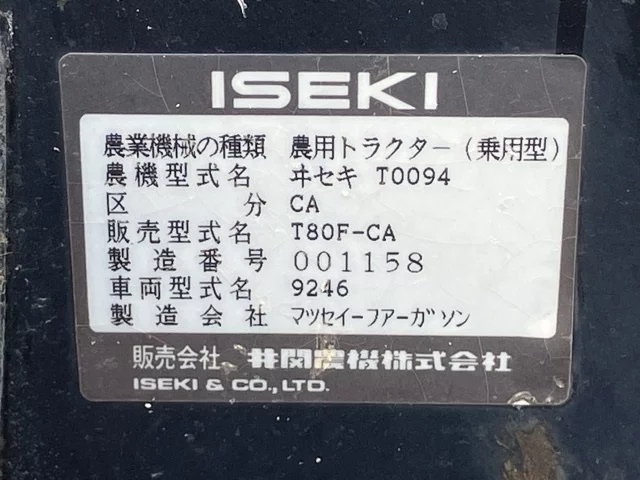 ISEKI
農業機械の種類 農用トラクター(乗用型)
農機型式名 ヰセキ T0094
区分 CA
販売型式名 T80F-CA
製造番号 001158
車両型式名 9246
製造会社 マツセイーフアーガソン
販売会社 井関農機株式会社
ISEKI & CO., LTD.